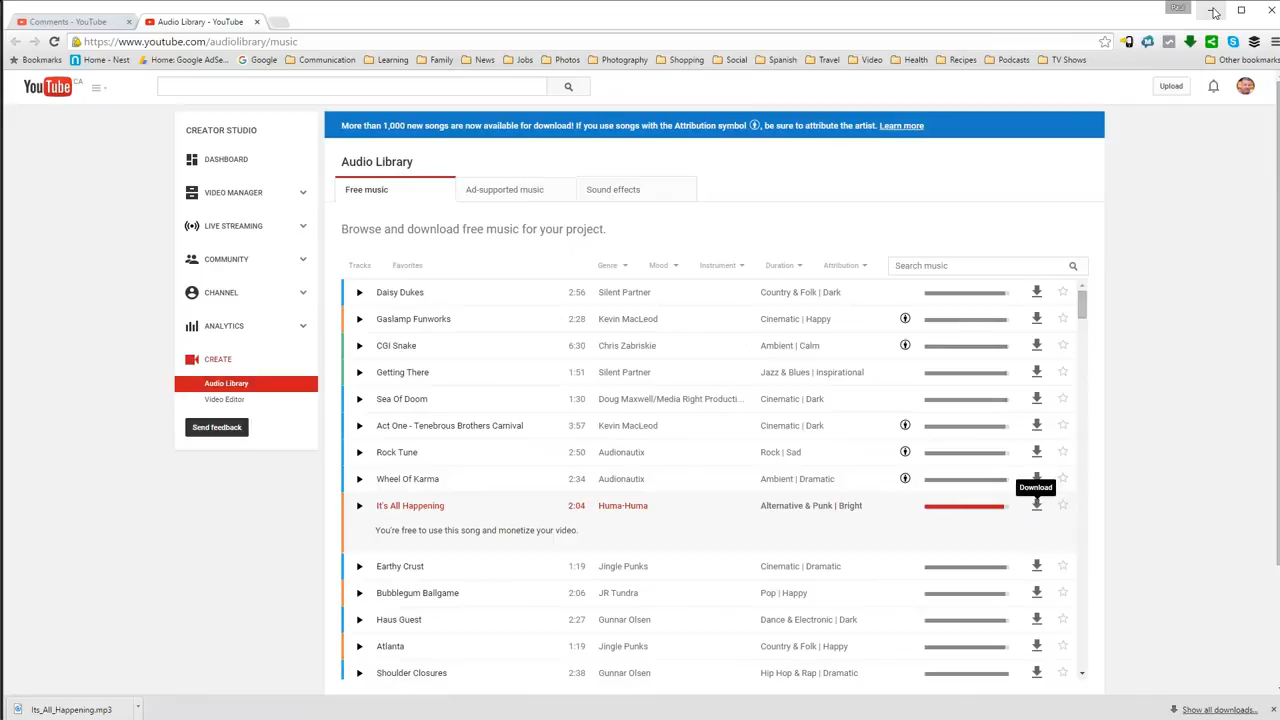 Comments - YouTube
Audio Library - YouTube
https://www.youtube.com/audiolibrary/music
Bookmarks Home - Nest Home: Google AdSe... Google Communication Learning Family News Jobs Photos Photography Shopping Social Spanish Travel Video Health Recipes Podcasts TV Shows Other bookmarks
YouTube CA
Upload
CREATOR STUDIO
DASHBOARD
VIDEO MANAGER
LIVE STREAMING
COMMUNITY
CHANNEL
ANALYTICS
CREATE
Audio Library
Video Editor
Send feedback
More than 1,000 new songs are now available for download! If you use songs with the Attribution symbol , be sure to attribute the artist. Learn more
Audio Library
Free music Ad-supported music Sound effects
Browse and download free music for your project.
Tracks Favorites Genre Mood Instrument Duration Attribution Search music
Daisy Dukes 2:56 Silent Partner Country & Folk | Dark
Gaslamp Funworks 2:28 Kevin MacLeod Cinematic | Happy
CGI Snake 6:30 Chris Zabriskie Ambient | Calm
Getting There 1:51 Silent Partner Jazz & Blues | Inspirational
Sea Of Doom 1:30 Doug Maxwell/Media Right Producti... Cinematic | Dark
Act One - Tenebrous Brothers Carnival 3:57 Kevin MacLeod Cinematic | Dark
Rock Tune 2:50 Audionautix Rock | Sad
Wheel Of Karma 2:34 Audionautix Ambient | Dramatic
Download
It's All Happening 2:04 Huma-Huma Alternative & Punk | Bright
You're free to use this song and monetize your video.
Earthy Crust 1:19 Jingle Punks Cinematic | Dramatic
Bubblegum Ballgame 2:06 JR Tundra Pop | Happy
Haus Guest 2:27 Gunnar Olsen Dance & Electronic | Dark
Atlanta 1:19 Jingle Punks Country & Folk | Happy
Shoulder Closures 2:28 Gunnar Olsen Hip Hop & Rap | Dramatic
Its_All_Happening.mp3
Show all downloads...